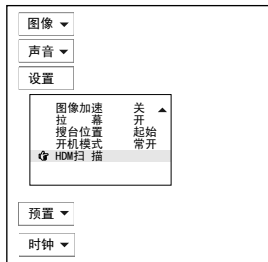 图像
声音
设置
图像加速 关
拉 幕 开
搜台位置 起始
开机模式 常开
HDM扫 描
预置
时钟